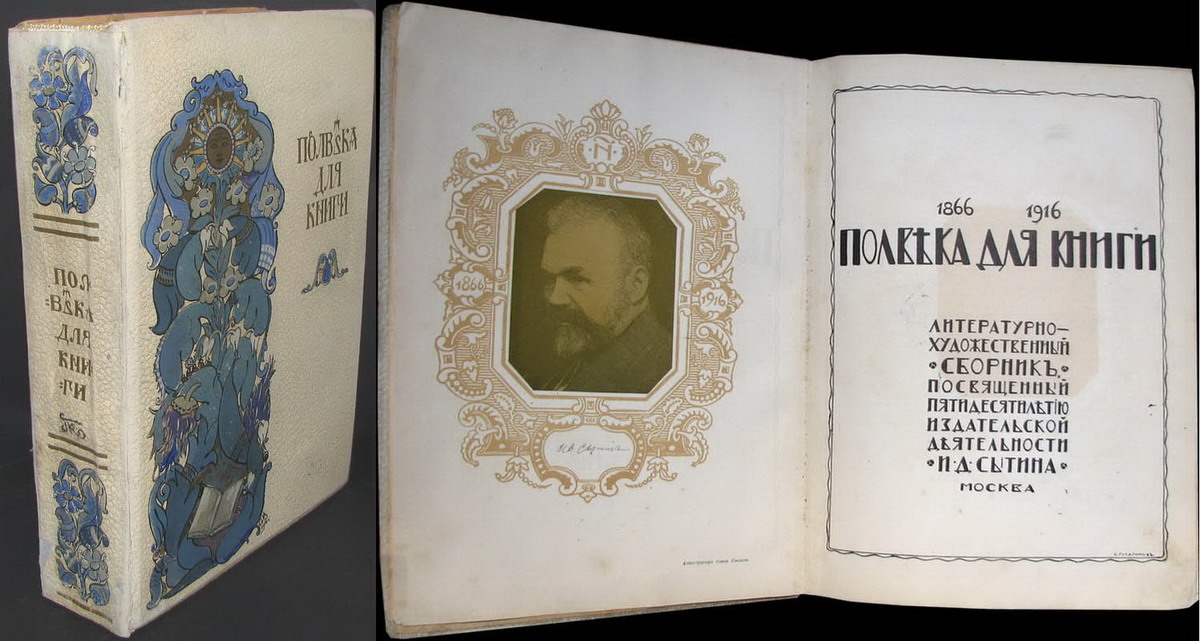 ПОЛ
=ВѢКА
ДЛЯ
КНИ
=ГИ
ПОЛВѢКА
ДЛЯ
КНИГИ
1866
1916
1866 1916
ПОЛВѢКА ДЛЯ КНИГИ
ЛИТЕРАТУРНО—
ХУДОЖЕСТВЕННЫЙ
• СБОРНИКЪ, •
ПОСВЯЩЕННЫЙ
ПЯТИДЕСЯТИЛѢТІЮ
ИЗДАТЕЛЬСКОЙ
ДѢЯТЕЛЬНОСТИ
• И•Д•СЫТИНА •
МОСКВА